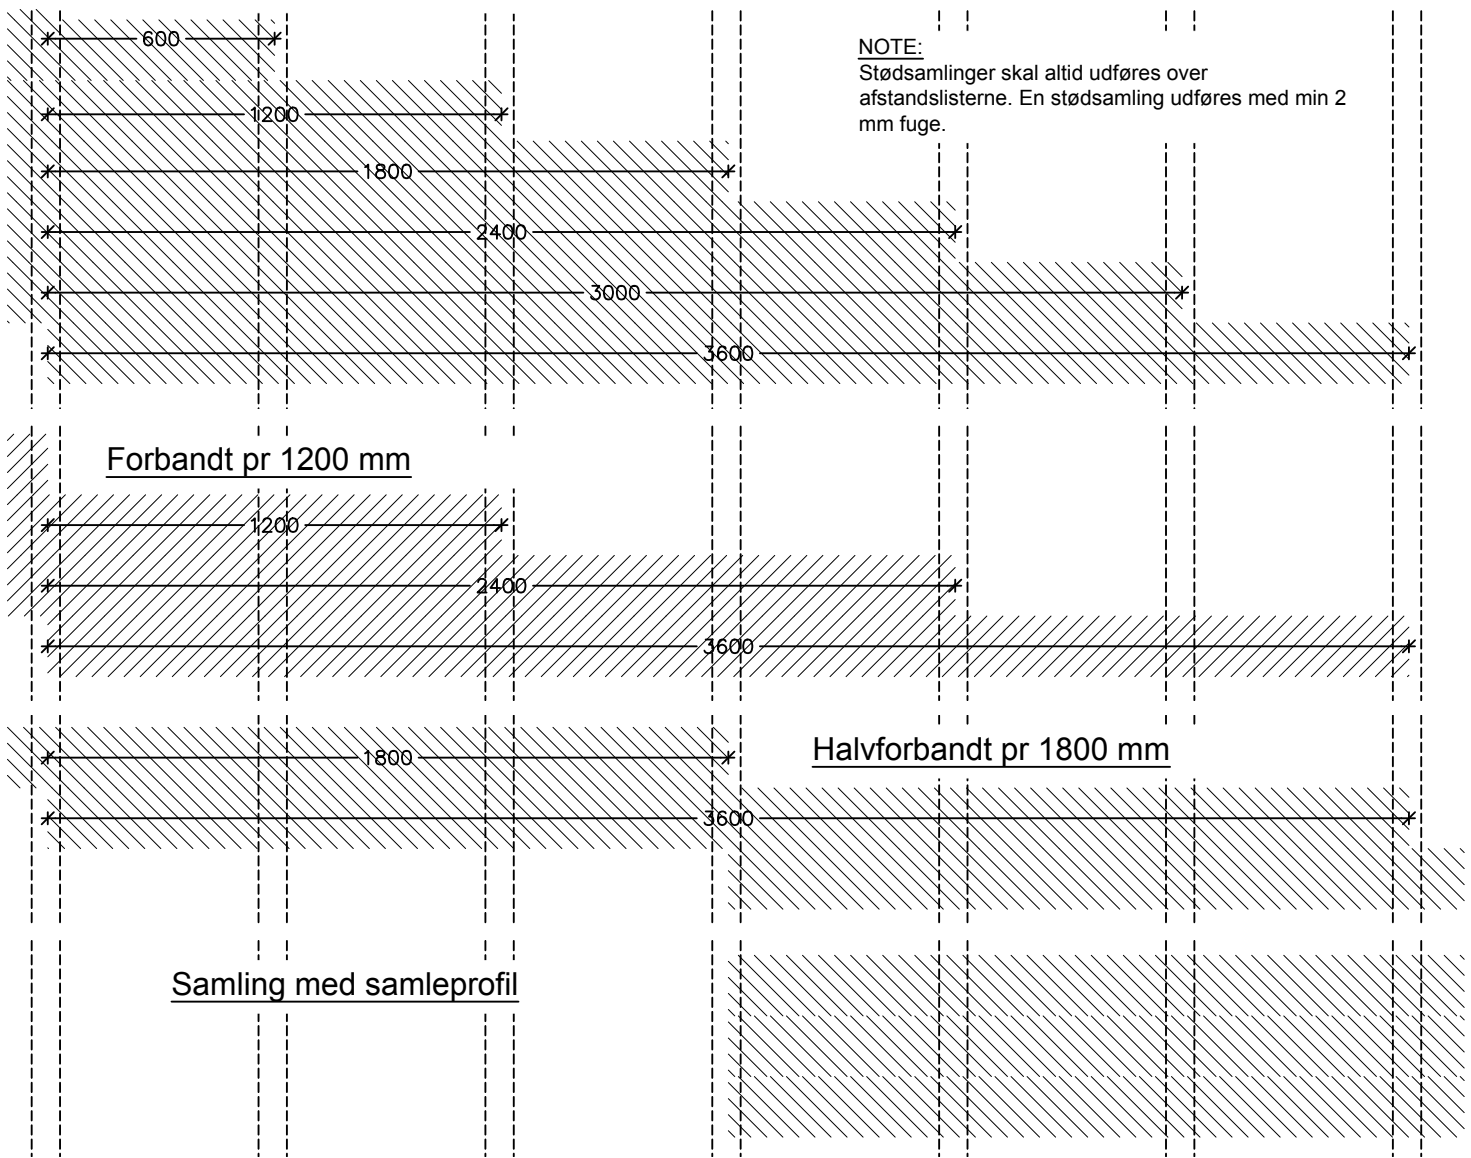 600
NOTE:
Stødsamlinger skal altid udføres over
afstandslisterne. En stødsamling udføres med min 2
mm fuge.
1200
1800
2400
3000
3600
Forbandt pr 1200 mm
1200
2400
3600
1800
Halvforbandt pr 1800 mm
3600
Samling med samleprofil